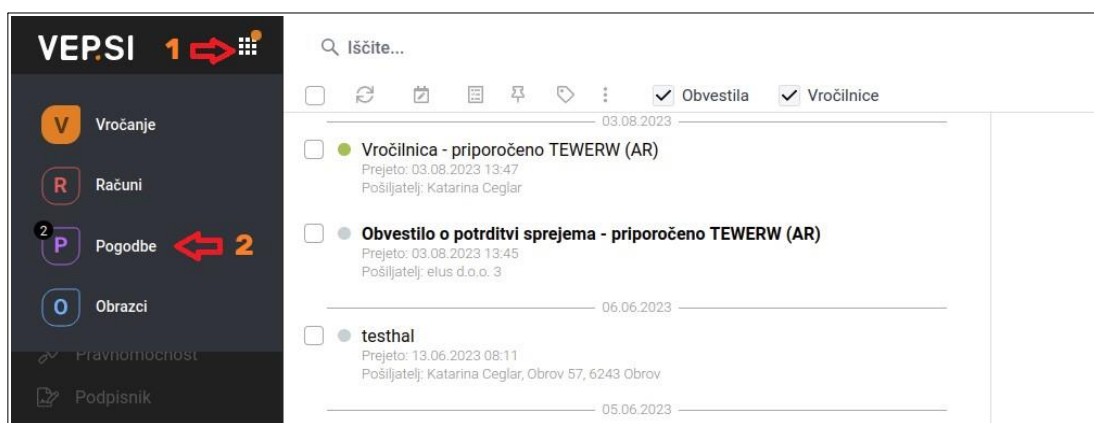 VEP.SI 1
V Vročanje
R Računi
2 P Pogodbe 2
O Obrazci
Pravnomočnost
Podpisnik
Iščite...
Obvestila Vročilnice
03.08.2023
Vročilnica - priporočeno TEWERW (AR)
Prejeto: 03.08.2023 13:47
Pošiljatelj: Katarina Ceglar
Obvestilo o potrditvi sprejema - priporočeno TEWERW (AR)
Prejeto: 03.08.2023 13:45
Pošiljatelj: elus d.o.o. 3
06.06.2023
testhal
Prejeto: 13.06.2023 08:11
Pošiljatelj: Katarina Ceglar, Obrov 57, 6243 Obrov
05.06.2023